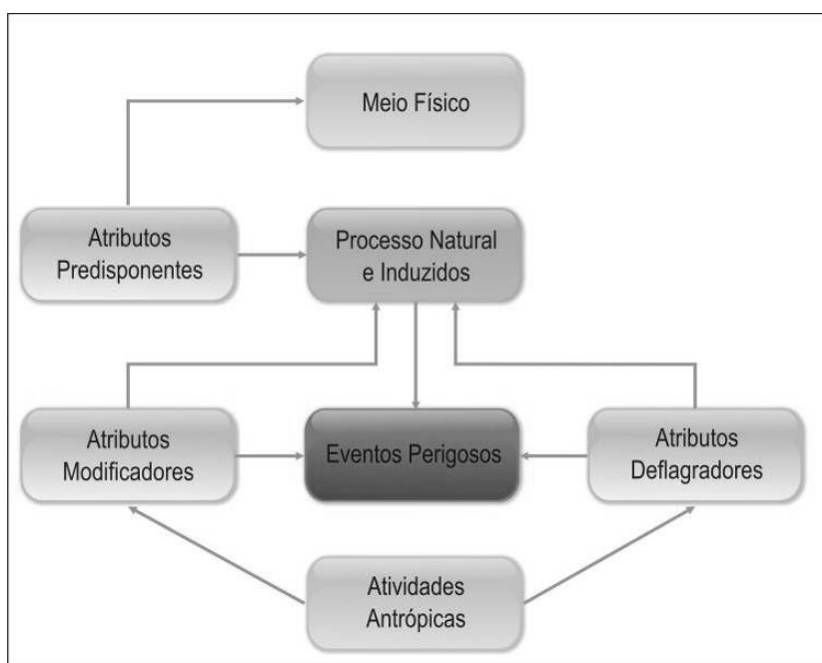 Meio Físico
Atributos
Predisponentes
Processo Natural
e Induzidos
Atributos
Modificadores
Eventos Perigosos
Atributos
Deflagradores
Atividades
Antrópicas